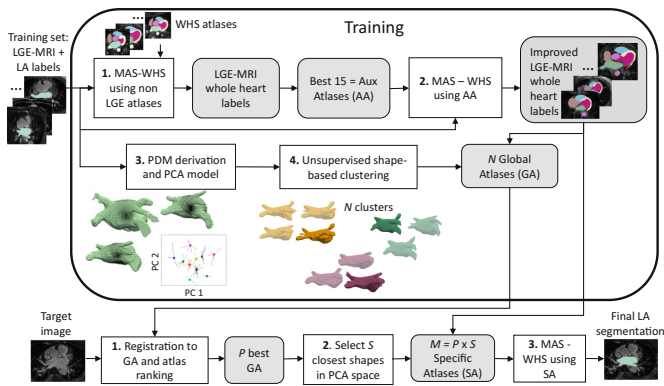 Training
Training set:
LGE-MRI +
LA labels
...
...
WHS atlases
1. MAS-WHS
using non
LGE atlases
LGE-MRI
whole heart
labels
Best 15 = Aux
Atlases (AA)
2. MAS – WHS
using AA
Improved
LGE-MRI
whole
heart
labels
...
3. PDM derivation
and PCA model
4. Unsupervised shape-
based clustering
N Global
Atlases (GA)
N clusters
PC 2
PC 1
Target
image
1. Registration to
GA and atlas
ranking
P best
GA
2. Select S
closest shapes
in PCA space
M = P x S
Specific
Atlases (SA)
3. MAS -
WHS using
SA
Final LA
segmentation